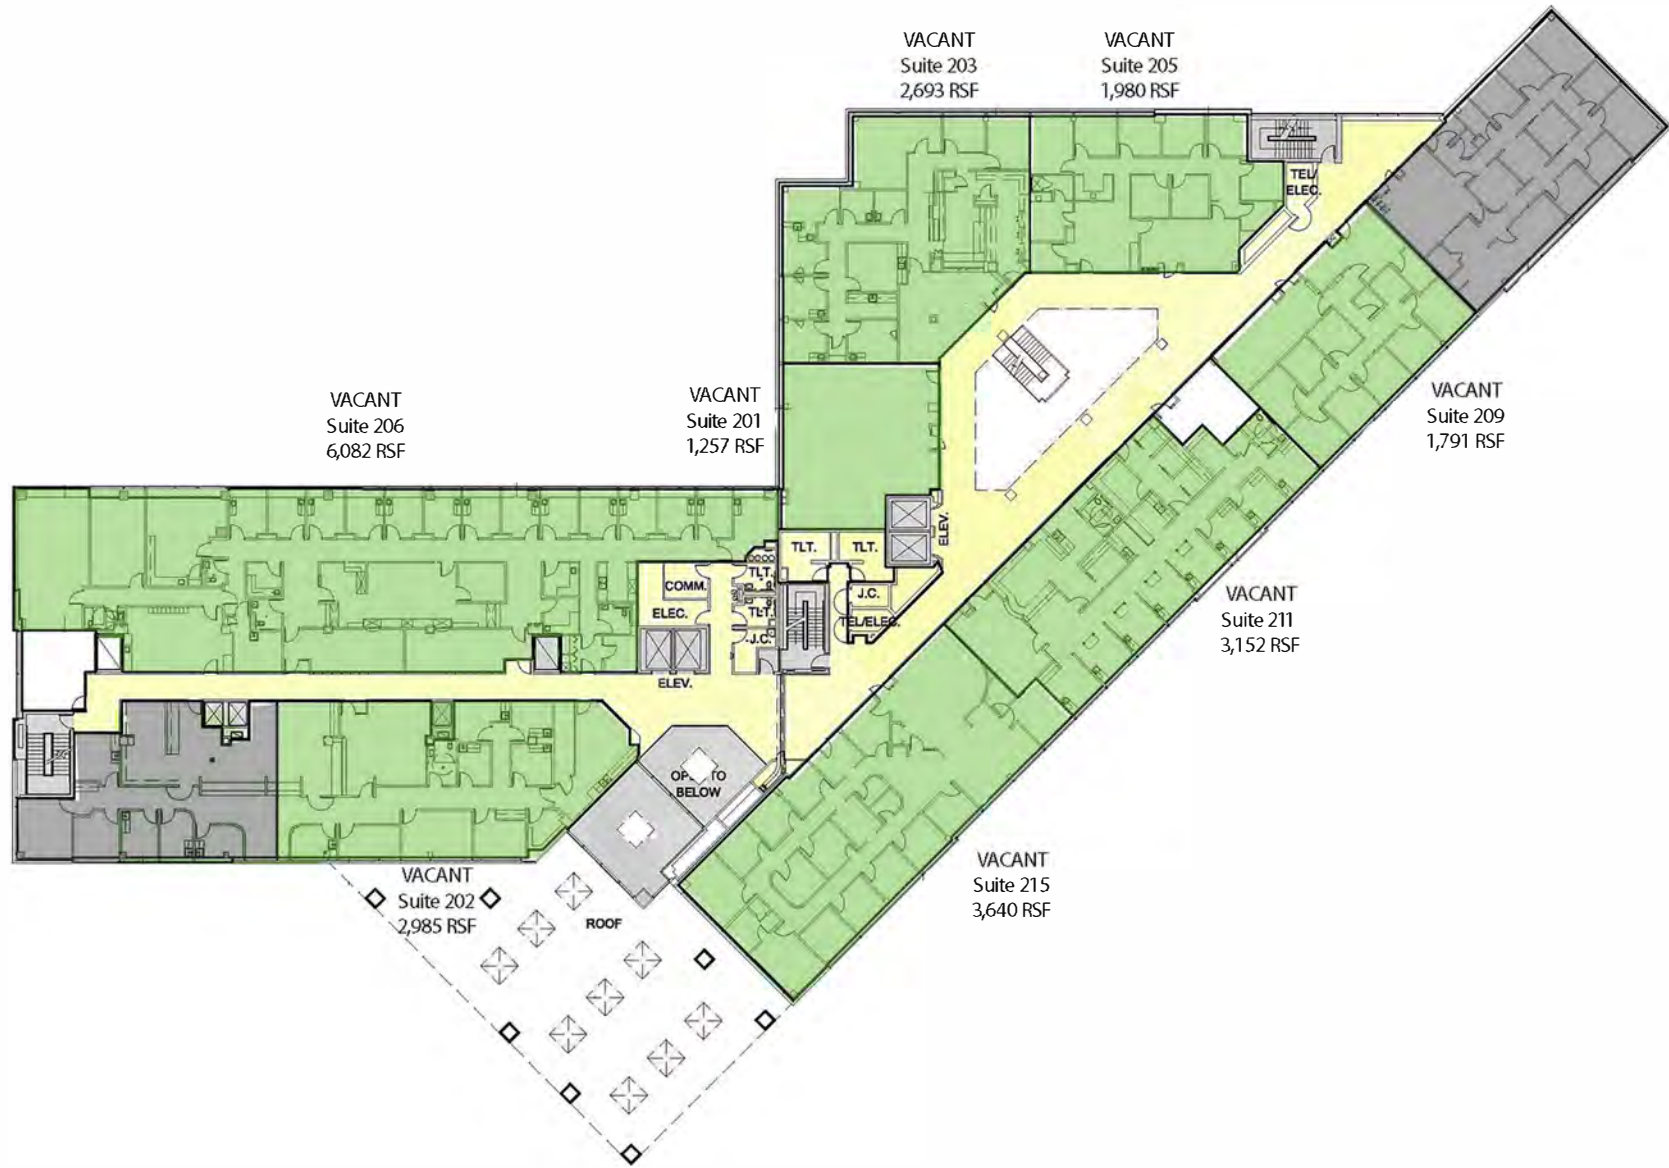 VACANT
Suite 203
2,693 RSF
VACANT
Suite 205
1,980 RSF
TEL/
ELEC.
VACANT
Suite 206
6,082 RSF
VACANT
Suite 201
1,257 RSF
VACANT
Suite 209
1,791 RSF
ELEV.
TLT.
TLT.
COMM.
TLT.
ELEC.
TLT.
J.C.
J.C.
TEL/ELEC.
ELEV.
VACANT
Suite 211
3,152 RSF
OPEN TO
BELOW
VACANT
Suite 202
2,985 RSF
ROOF
VACANT
Suite 215
3,640 RSF